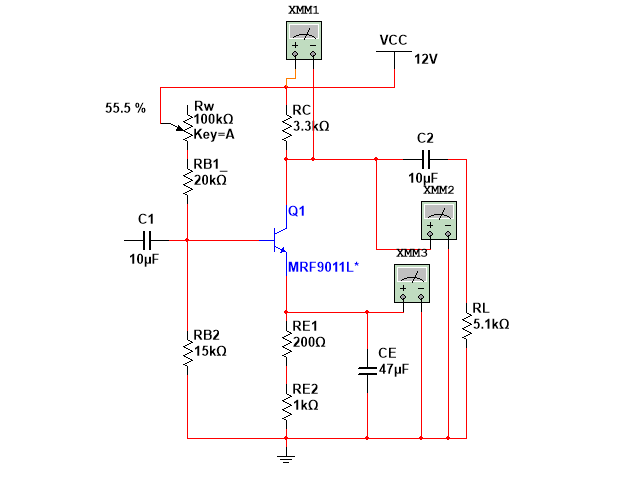 XMM1
+ -
VCC
12V
55.5 %
Rw
100kΩ
Key=A
RC
3.3kΩ
C2
10µF
RB1_
20kΩ
XMM2
+ -
Q1
C1
10µF
MRF9011L*
XMM3
+ -
RL
5.1kΩ
RE1
200Ω
RB2
15kΩ
CE
47µF
RE2
1kΩ